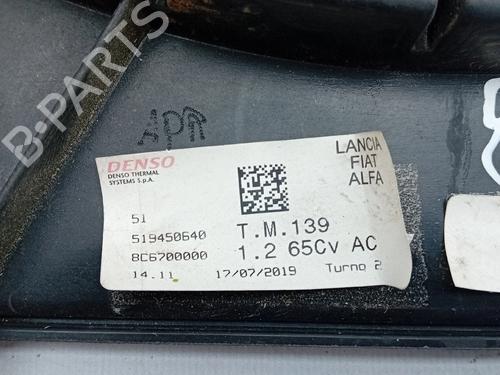 B-PARTS
APR
DENSO
DENSO THERMAL
SYSTEMS S.p.A.
LANCIA
FIAT
ALFA
51
519450640
8C6700000
T.M.139
1.2 65Cv AC
14.11
17/07/2019
Turno 2